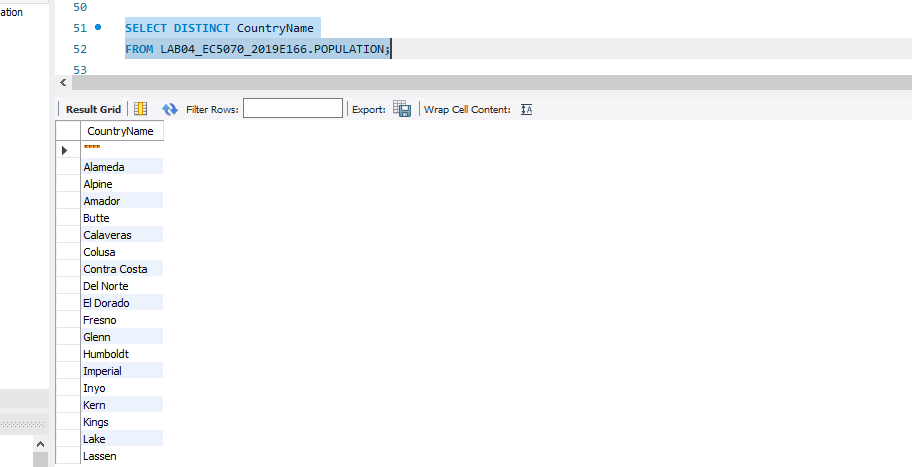 ation
50
51 SELECT DISTINCT CountryName
52 FROM LAB04_EC5070_2019E166.POPULATION;
53
Result Grid Filter Rows: Export: Wrap Cell Content:
CountryName
""""
Alameda
Alpine
Amador
Butte
Calaveras
Colusa
Contra Costa
Del Norte
El Dorado
Fresno
Glenn
Humboldt
Imperial
Inyo
Kern
Kings
Lake
Lassen